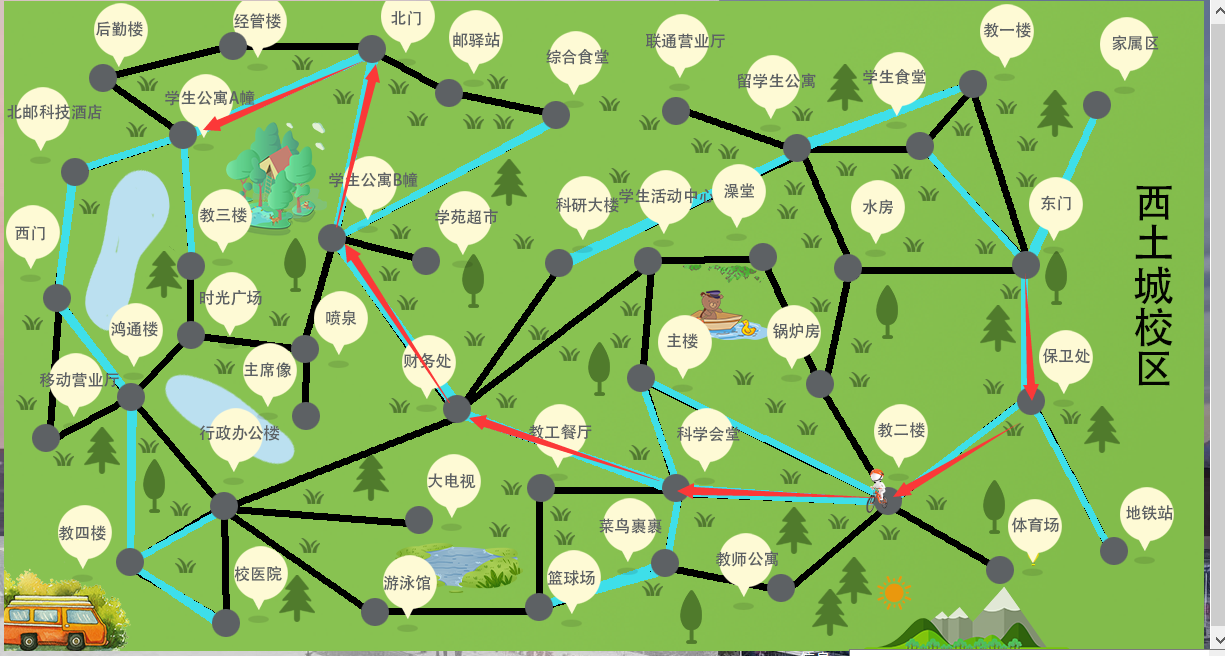 后勤楼
经管楼
北门
邮驿站
综合食堂
联通营业厅
留学生公寓
学生食堂
教一楼
家属区
北邮科技酒店
学生公寓A幢
学生公寓B幢
学苑超市
科研大楼
学生活动中心
澡堂
水房
东门
西门
教三楼
时光广场
鸿通楼
喷泉
主楼
锅炉房
保卫处
移动营业厅
主席像
财务处
行政办公楼
教工餐厅
科学会堂
教二楼
大电视
教四楼
菜鸟裹裹
体育场
地铁站
校医院
游泳馆
篮球场
教师公寓
西土城校区